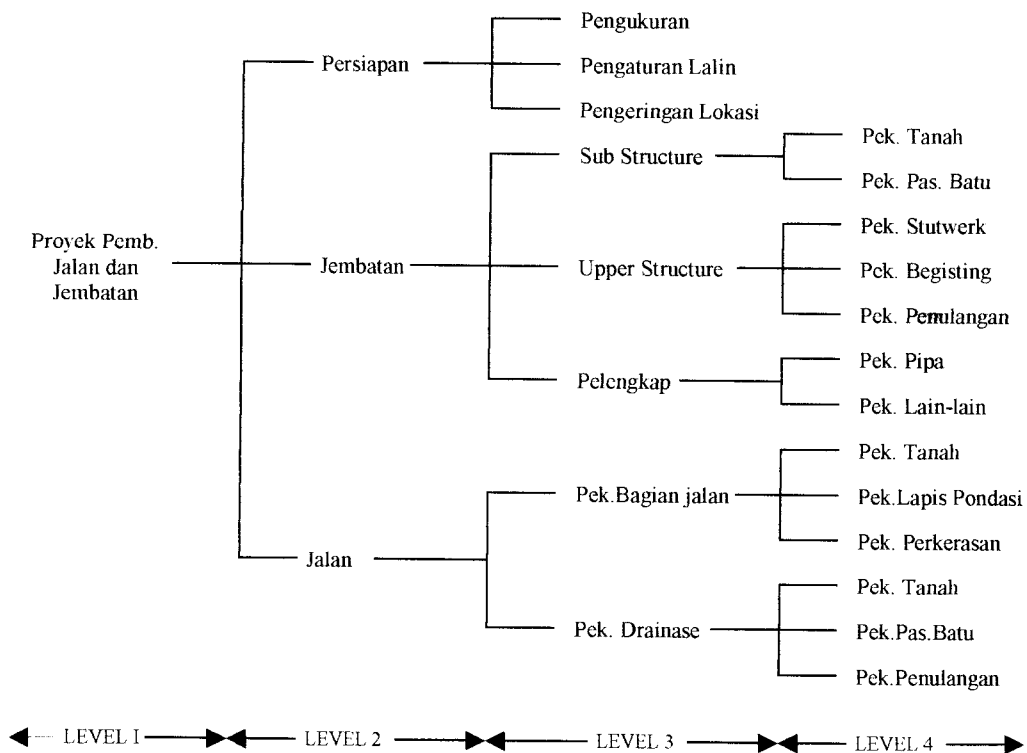 Proyek Pemb.
Jalan dan
Jembatan
Persiapan
Pengukuran
Pengaturan Lalin
Pengeringan Lokasi
Jembatan
Sub Structure
Pek. Tanah
Pek. Pas. Batu
Upper Structure
Pek. Stutwerk
Pek. Begisting
Pek. Pemulangan
Pelengkap
Pek. Pipa
Pek. Lain-lain
Jalan
Pek.Bagian jalan
Pek. Tanah
Pek.Lapis Pondasi
Pek. Perkerasan
Pek. Drainase
Pek. Tanah
Pek.Pas.Batu
Pek.Penulangan
LEVEL 1
LEVEL 2
LEVEL 3
LEVEL 4